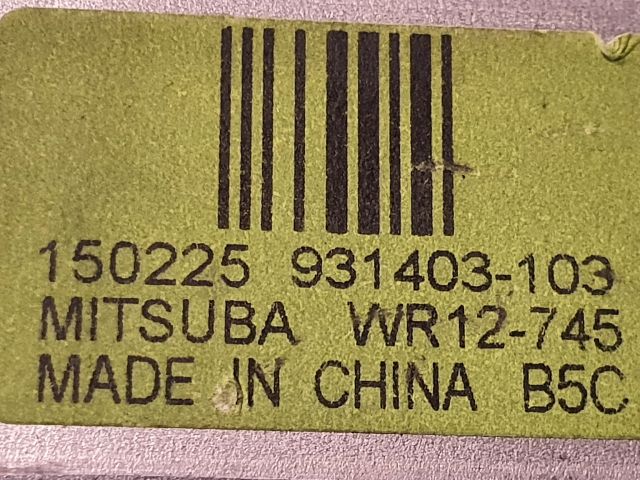 150225 931403-103
MITSUBA WR12-745
MADE IN CHINA B5C